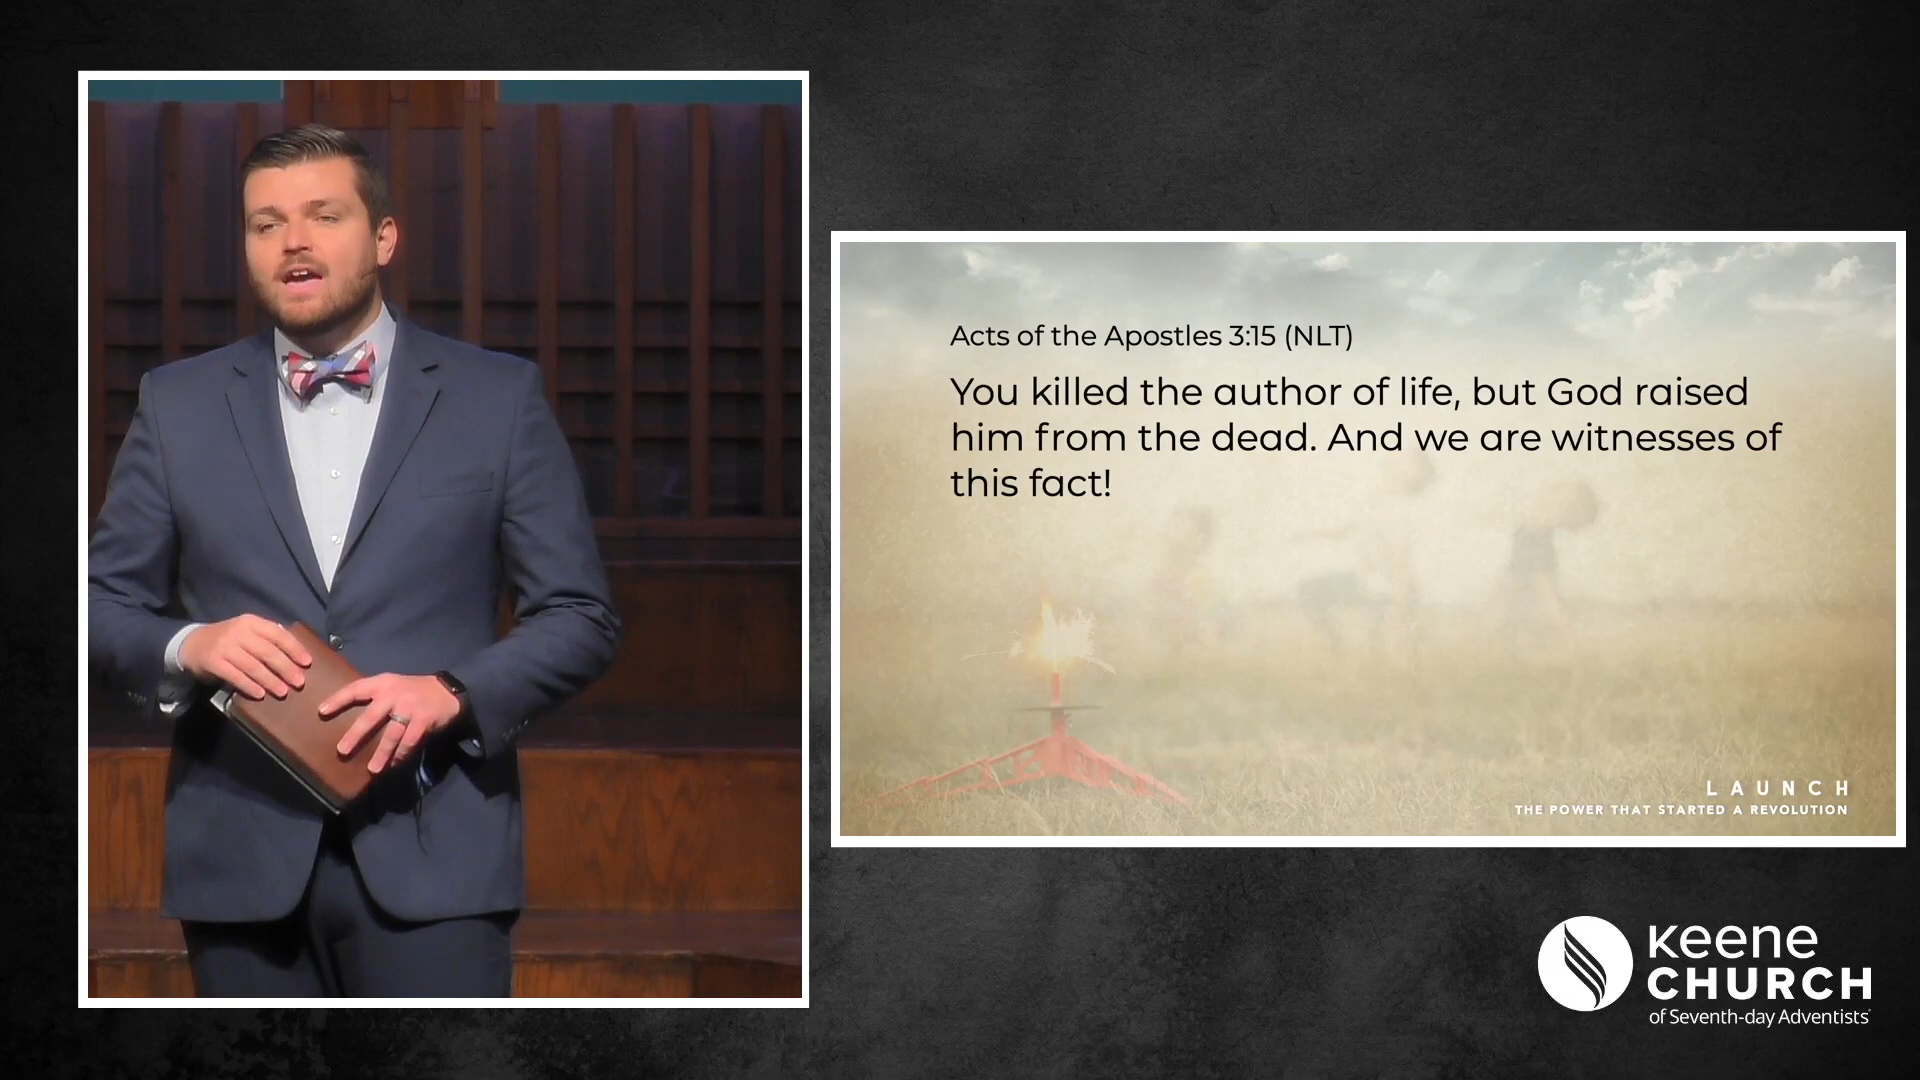 Acts of the Apostles 3:15 (NLT)
You killed the author of life, but God raised
him from the dead. And we are witnesses of
this fact!
LAUNCH
THE POWER THAT STARTED A REVOLUTION
Keene
CHURCH
of Seventh-day Adventists